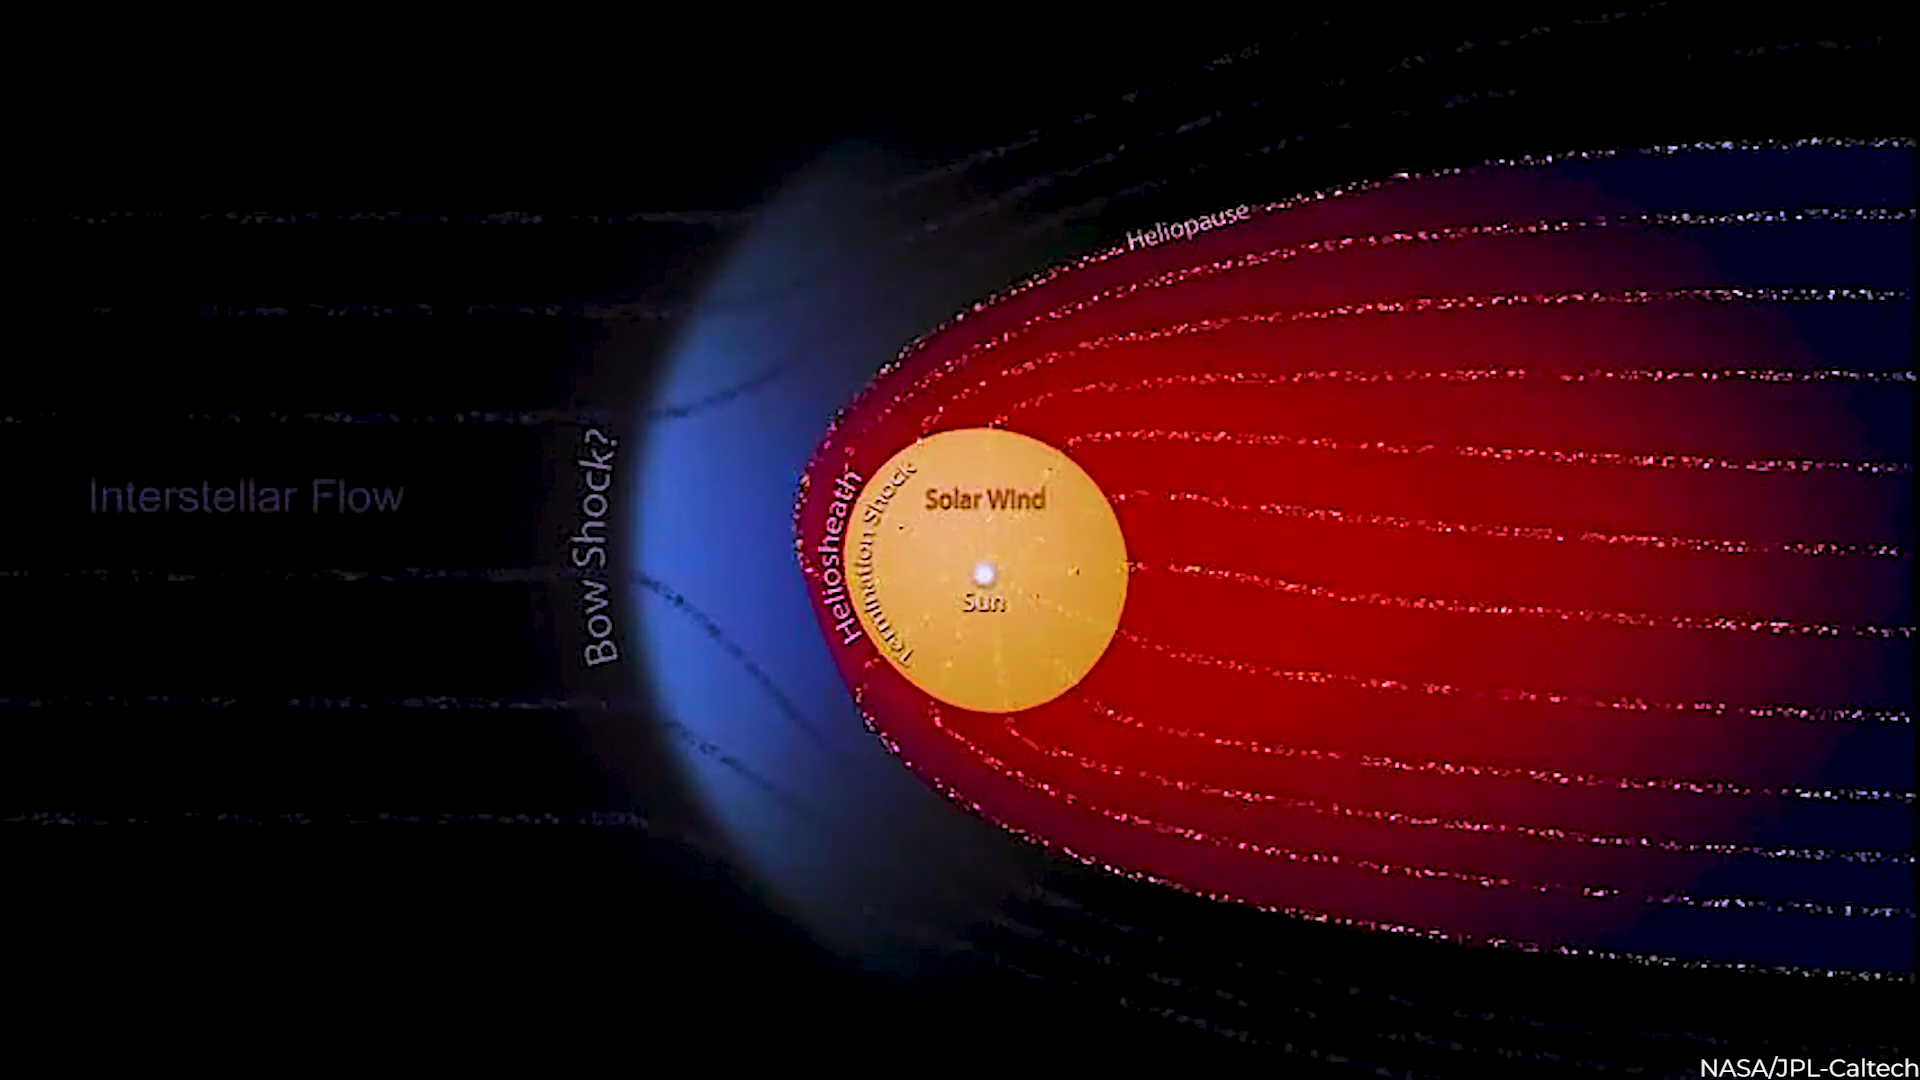 Heliopause
Interstellar Flow
Bow Shock?
Heliosheath
Termination Shock
Solar Wind
Sun
NASA/JPL-Caltech